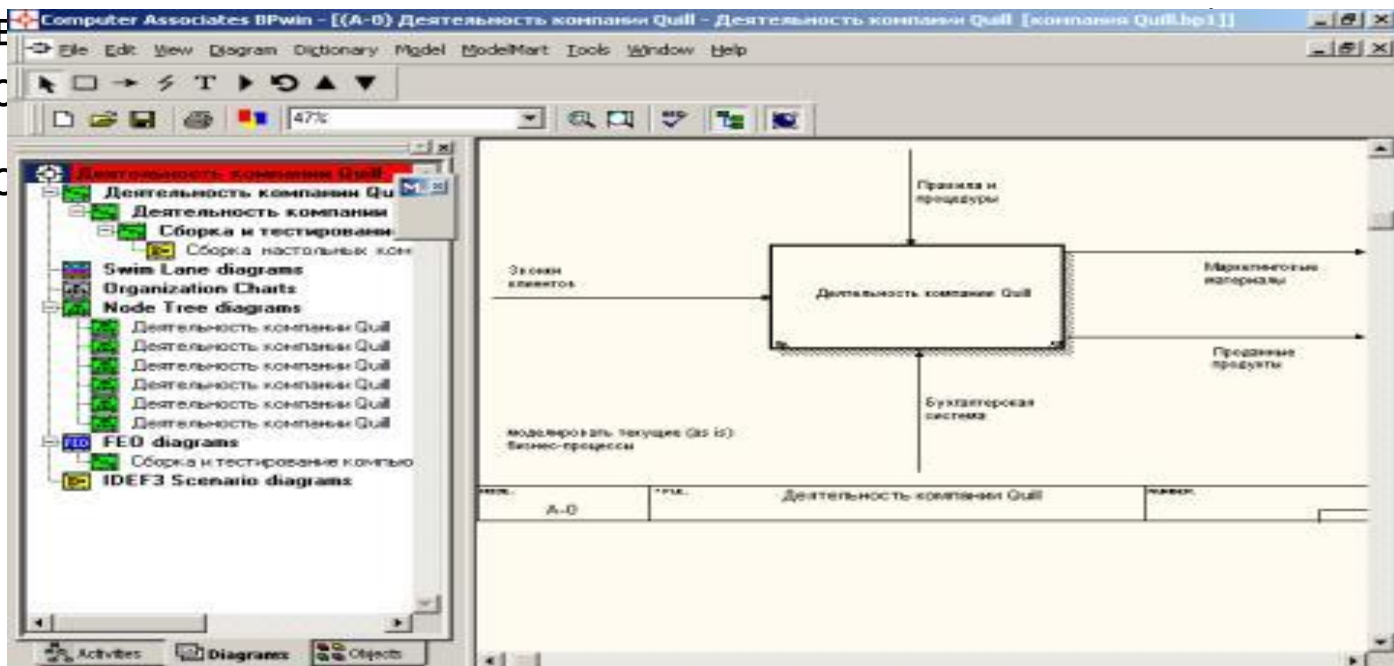 Computer Associates BPwin - [(A-0) Деятельность компании Quill - Деятельность компании Quill [компания Quill.bp1]]
File Edit View Diagram Dictionary Model ModelMart Tools Window Help
47%
Деятельность компании Quill
Деятельность компании Qu
M..
Деятельность компании
Сборка и тестировани
Сборка настольных ком
Swim Lane diagrams
Organization Charts
Node Tree diagrams
Деятельность компании Quill
Деятельность компании Quill
Деятельность компании Quill
Деятельность компании Quill
Деятельность компании Quill
Деятельность компании Quill
FEO diagrams
Сборка и тестирование компью
IDEF3 Scenario diagrams
Activities Diagrams Objects
Правила и
процедуры
Звонки
клиентов
Деятельность компании Quill
Маркетинговые
материалы
Проданные
продукты
Бухгалтерская
система
моделировать текущие (as is)
бизнес-процессы
NODE: TITLE: Деятельность компании Quill NUMBER:
A-0